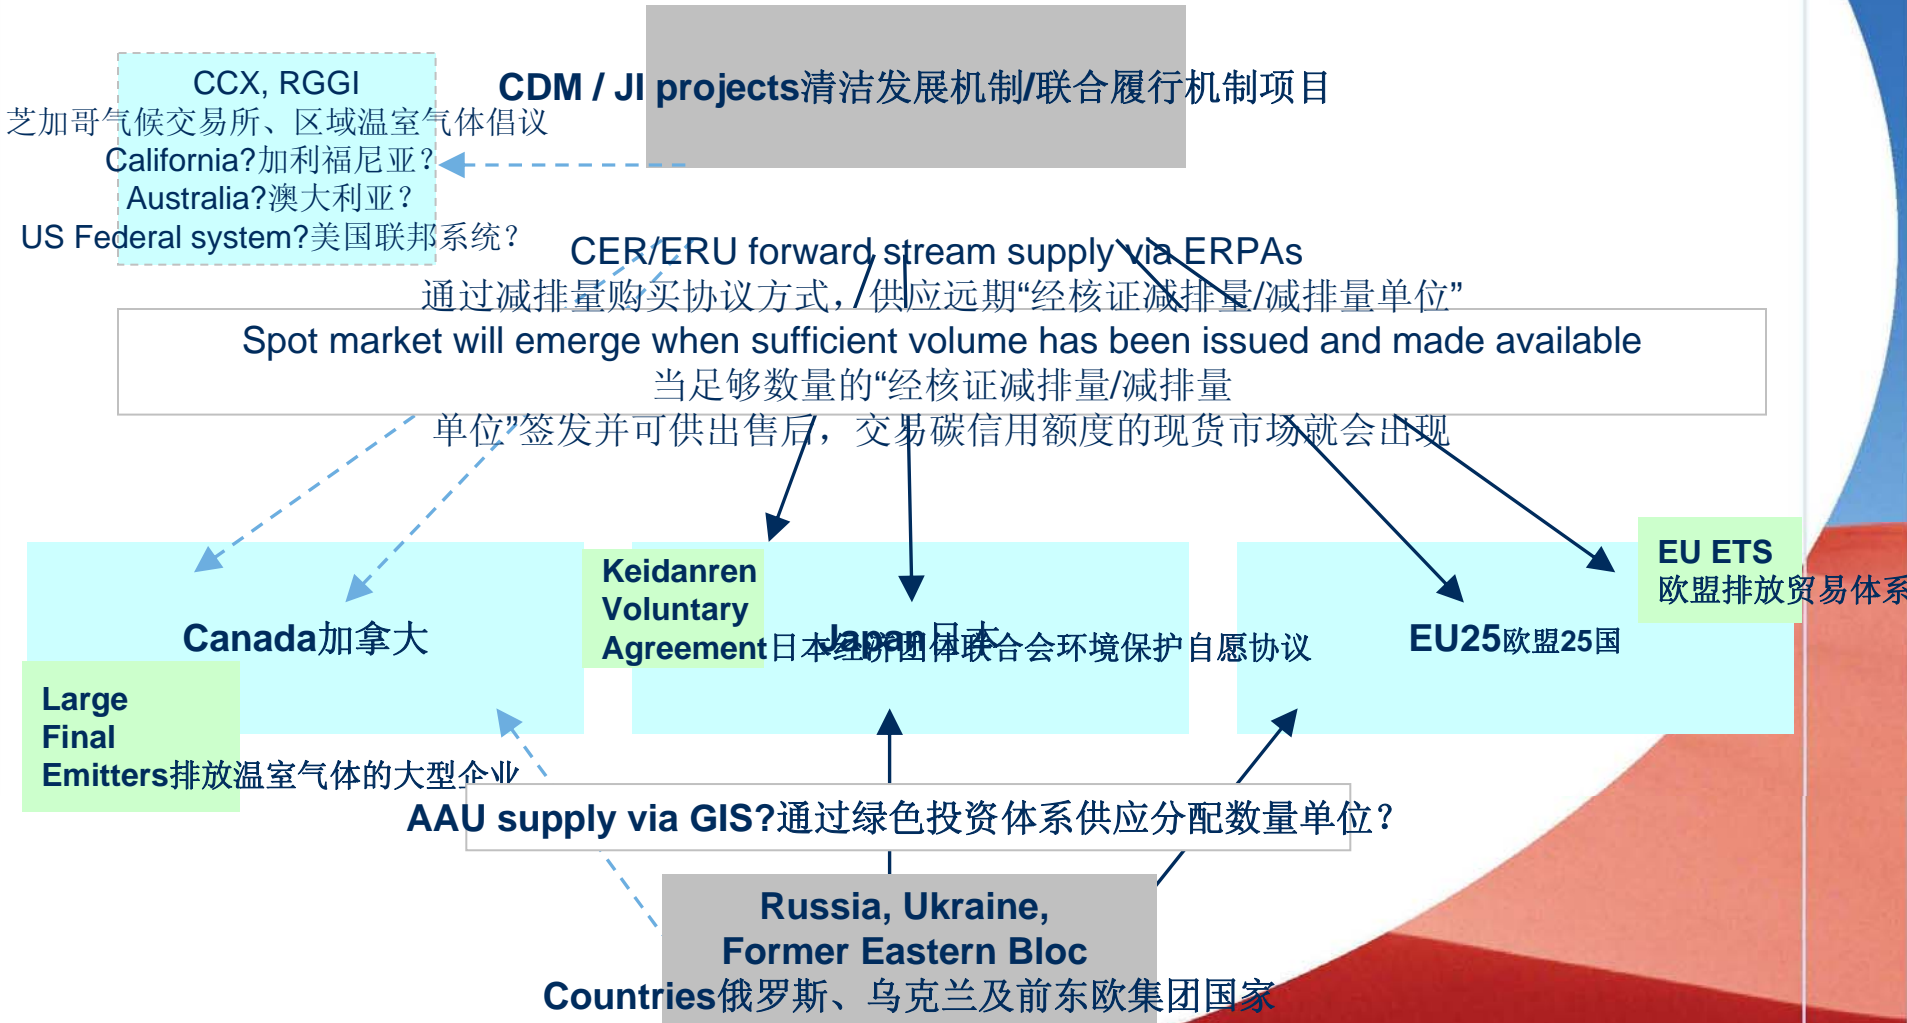 CDM / JI projects清洁发展机制/联合履行机制项目
CCX, RGGI
芝加哥气候交易所、区域温室气体倡议
California?加利福尼亚？
Australia?澳大利亚？
US Federal system?美国联邦系统？
CER/ERU forward stream supply via ERPAs
通过减排量购买协议方式，供应远期“经核证减排量/减排量单位”
Spot market will emerge when sufficient volume has been issued and made available
当足够数量的“经核证减排量/减排量
单位”签发并可供出售后，交易碳信用额度的现货市场就会出现
Canada加拿大
Large
Final
Emitters排放温室气体的大型企业
Keidanren
Voluntary
Agreement日本经济团体联合会环境保护自愿协议
Japan日本
EU25欧盟25国
EU ETS
欧盟排放贸易体系
AAU supply via GIS?通过绿色投资体系供应分配数量单位？
Russia, Ukraine,
Former Eastern Bloc
Countries俄罗斯、乌克兰及前东欧集团国家